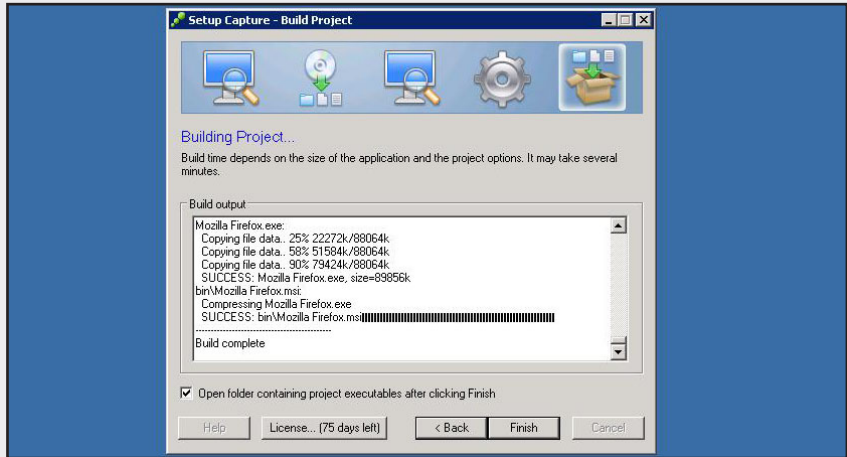 Setup Capture - Build Project
Building Project...
Build time depends on the size of the application and the project options. It may take several
minutes.
Build output
Mozilla Firefox.exe:
Copying file data.. 25% 22272k/88064k
Copying file data.. 58% 51584k/88064k
Copying file data.. 90% 79424k/88064k
SUCCESS: Mozilla Firefox.exe, size=89856k
bin\Mozilla Firefox.msi:
Compressing Mozilla Firefox.exe
SUCCESS: bin\Mozilla Firefox.msi
----------------------------------------
Build complete
Open folder containing project executables after clicking Finish
Help
License... (75 days left)
< Back
Finish
Cancel